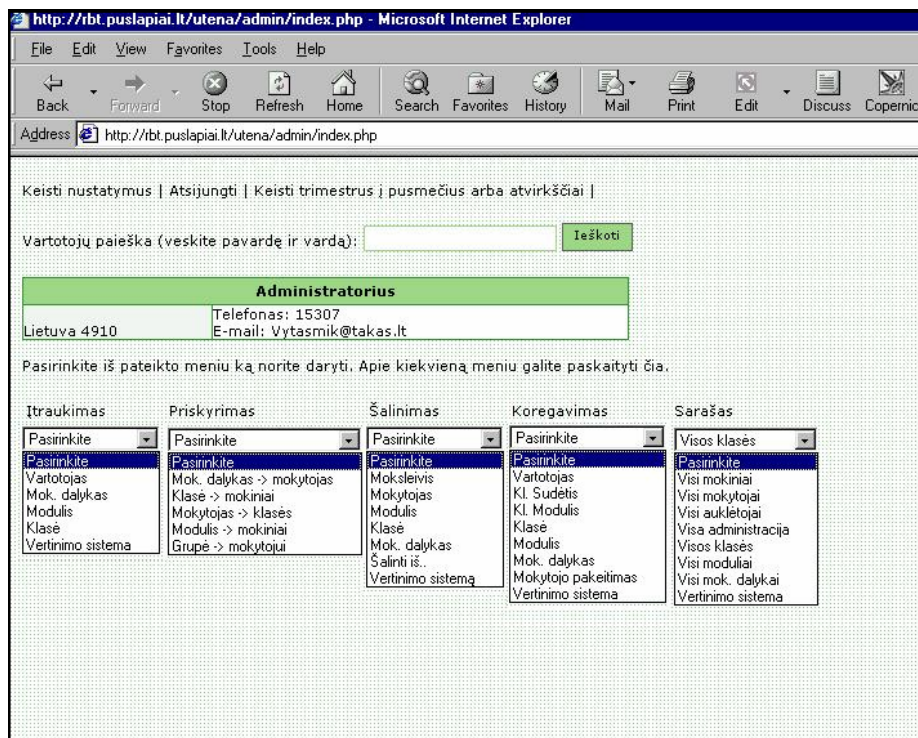 http://rbt.puslapiai.lt/utena/admin/index.php - Microsoft Internet Explorer
File Edit View Favorites Tools Help
Back Forward Stop Refresh Home Search Favorites History Mail Print Edit Discuss Copernic
Address http://rbt.puslapiai.lt/utena/admin/index.php
Keisti nustatymus | Atsijungti | Keisti trimestrus į pusmečius arba atvirkščiai |
Vartotojų paieška (veskite pavardę ir vardą): Ieškoti
Administratorius
Telefonas: 15307
Lietuva 4910 E-mail: Vytasmik@takas.lt
Pasirinkite iš pateikto meniu ką norite daryti. Apie kiekvieną meniu galite paskaityti čia.
Įtraukimas
Pasirinkite
Pasirinkite
Vartotojas
Mok. dalykas
Modulis
Klasė
Vertinimo sistema
Priskyrimas
Pasirinkite
Pasirinkite
Mok. dalykas -> mokytojas
Klasė -> mokiniai
Mokytojas -> klasės
Modulis -> mokiniai
Grupė -> mokytojui
Šalinimas
Pasirinkite
Pasirinkite
Moksleivis
Mokytojas
Modulis
Klasė
Mok. dalykas
Šalinti iš..
Vertinimo sistemą
Koregavimas
Pasirinkite
Pasirinkite
Vartotojas
Kl. Sudėtis
Kl. Modulis
Klasė
Modulis
Mok. dalykas
Mokytojo pakeitimas
Vertinimo sistema
Sarašas
Visos klasės
Pasirinkite
Visi mokiniai
Visi mokytojai
Visi auklėtojai
Visa administracija
Visos klasės
Visi moduliai
Visi mok. dalykai
Vertinimo sistema